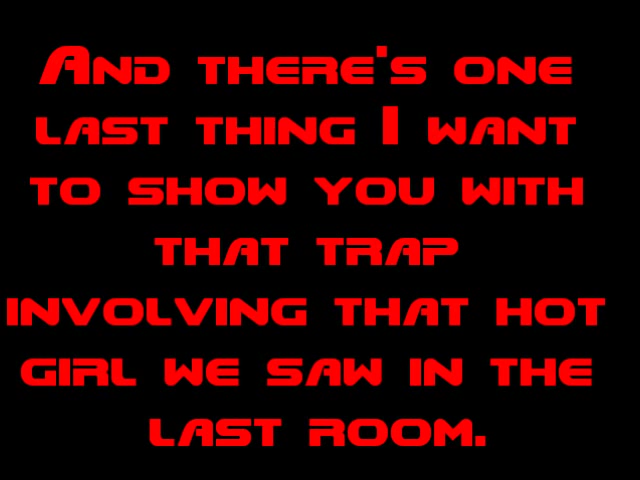 And there's one
last thing I want
to show you with
that trap
involving that hot
girl we saw in the
last room.